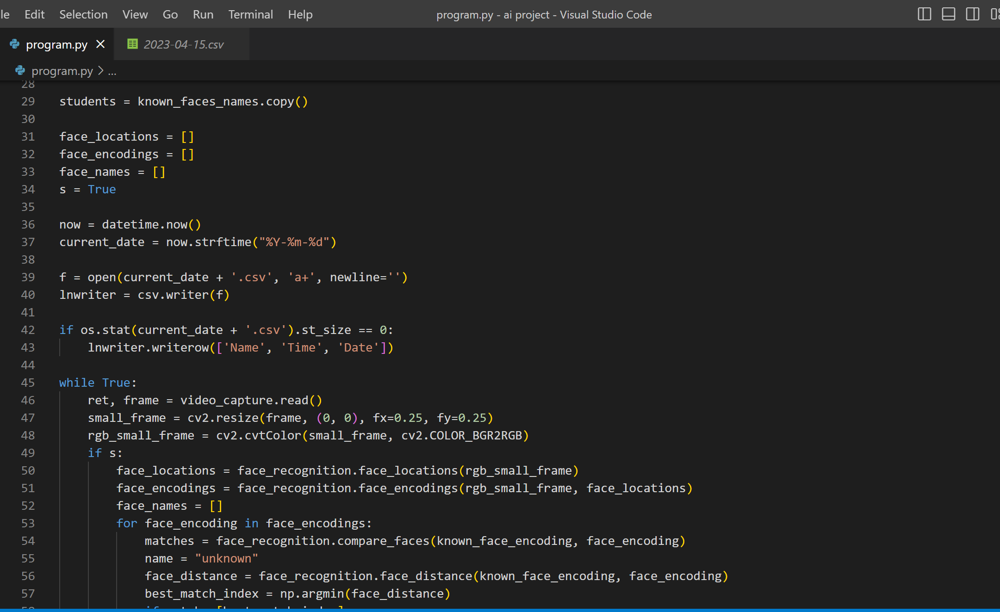 le Edit Selection View Go Run Terminal Help program.py - ai project - Visual Studio Code
program.py 2023-04-15.csv
program.py > ...
28
29 students = known_faces_names.copy()
30
31 face_locations = []
32 face_encodings = []
33 face_names = []
34 s = True
35
36 now = datetime.now()
37 current_date = now.strftime("%Y-%m-%d")
38
39 f = open(current_date + '.csv', 'a+', newline='')
40 lnwriter = csv.writer(f)
41
42 if os.stat(current_date + '.csv').st_size == 0:
43 lnwriter.writerow(['Name', 'Time', 'Date'])
44
45 while True:
46 ret, frame = video_capture.read()
47 small_frame = cv2.resize(frame, (0, 0), fx=0.25, fy=0.25)
48 rgb_small_frame = cv2.cvtColor(small_frame, cv2.COLOR_BGR2RGB)
49 if s:
50 face_locations = face_recognition.face_locations(rgb_small_frame)
51 face_encodings = face_recognition.face_encodings(rgb_small_frame, face_locations)
52 face_names = []
53 for face_encoding in face_encodings:
54 matches = face_recognition.compare_faces(known_face_encoding, face_encoding)
55 name = "unknown"
56 face_distance = face_recognition.face_distance(known_face_encoding, face_encoding)
57 best_match_index = np.argmin(face_distance)